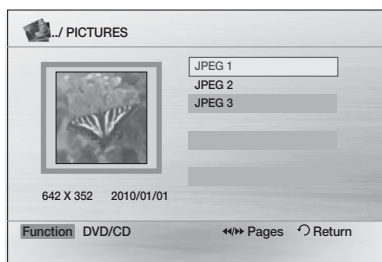 ../ PICTURES
JPEG 1
JPEG 2
JPEG 3
642 X 352 2010/01/01
Function DVD/CD ◀◀/▶▶ Pages Return